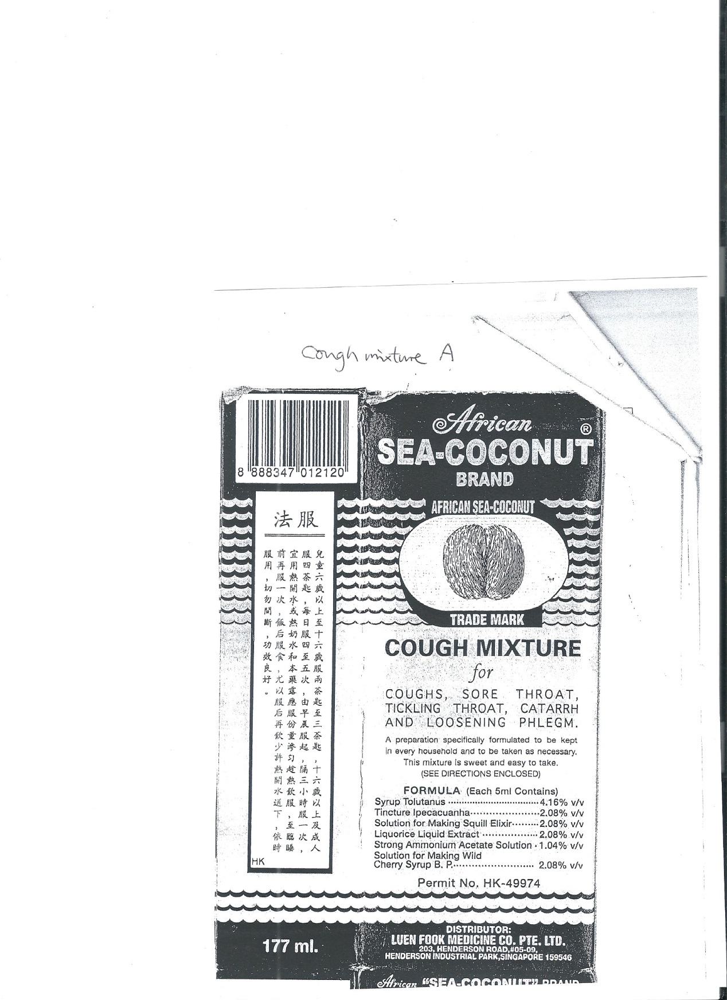 Cough mixture A
8 888347 012120
African ®
SEA-COCONUT
BRAND
AFRICAN SEA-COCONUT
TRADE MARK
服法
兒童六歲以上至十六歲服兩茶匙至三茶匙,十六歲以上及成人
服四茶匙,每日服四至五次,由早晨服起,隔三小時服一次,
宜用熱開水,或熱奶水和本藥露應服份量滲匀趁熱飲服,至臨睡
前再服一次,飯后服食,尤以服后再飲少許熱開水送下,依時
服用,切勿間斷,功效良好。
HK
177 ml.
COUGH MIXTURE
for
COUGHS, SORE THROAT,
TICKLING THROAT, CATARRH
AND LOOSENING PHLEGM.
A preparation specifically formulated to be kept
in every household and to be taken as necessary.
This mixture is sweet and easy to take.
(SEE DIRECTIONS ENCLOSED)
FORMULA (Each 5ml Contains)
Syrup Tolutanus 4.16% v/v
Tincture Ipecacuanha 2.08% v/v
Solution for Making Squill Elixir 2.08% v/v
Liquorice Liquid Extract 2.08% v/v
Strong Ammonium Acetate Solution 1.04% v/v
Solution for Making Wild
Cherry Syrup B. P. 2.08% v/v
Permit No. HK-49974
DISTRIBUTOR:
LUEN FOOK MEDICINE CO. PTE. LTD.
203, HENDERSON ROAD,#05-09,
HENDERSON INDUSTRIAL PARK,SINGAPORE 159546
African "SEA-COCONUT" BRAND